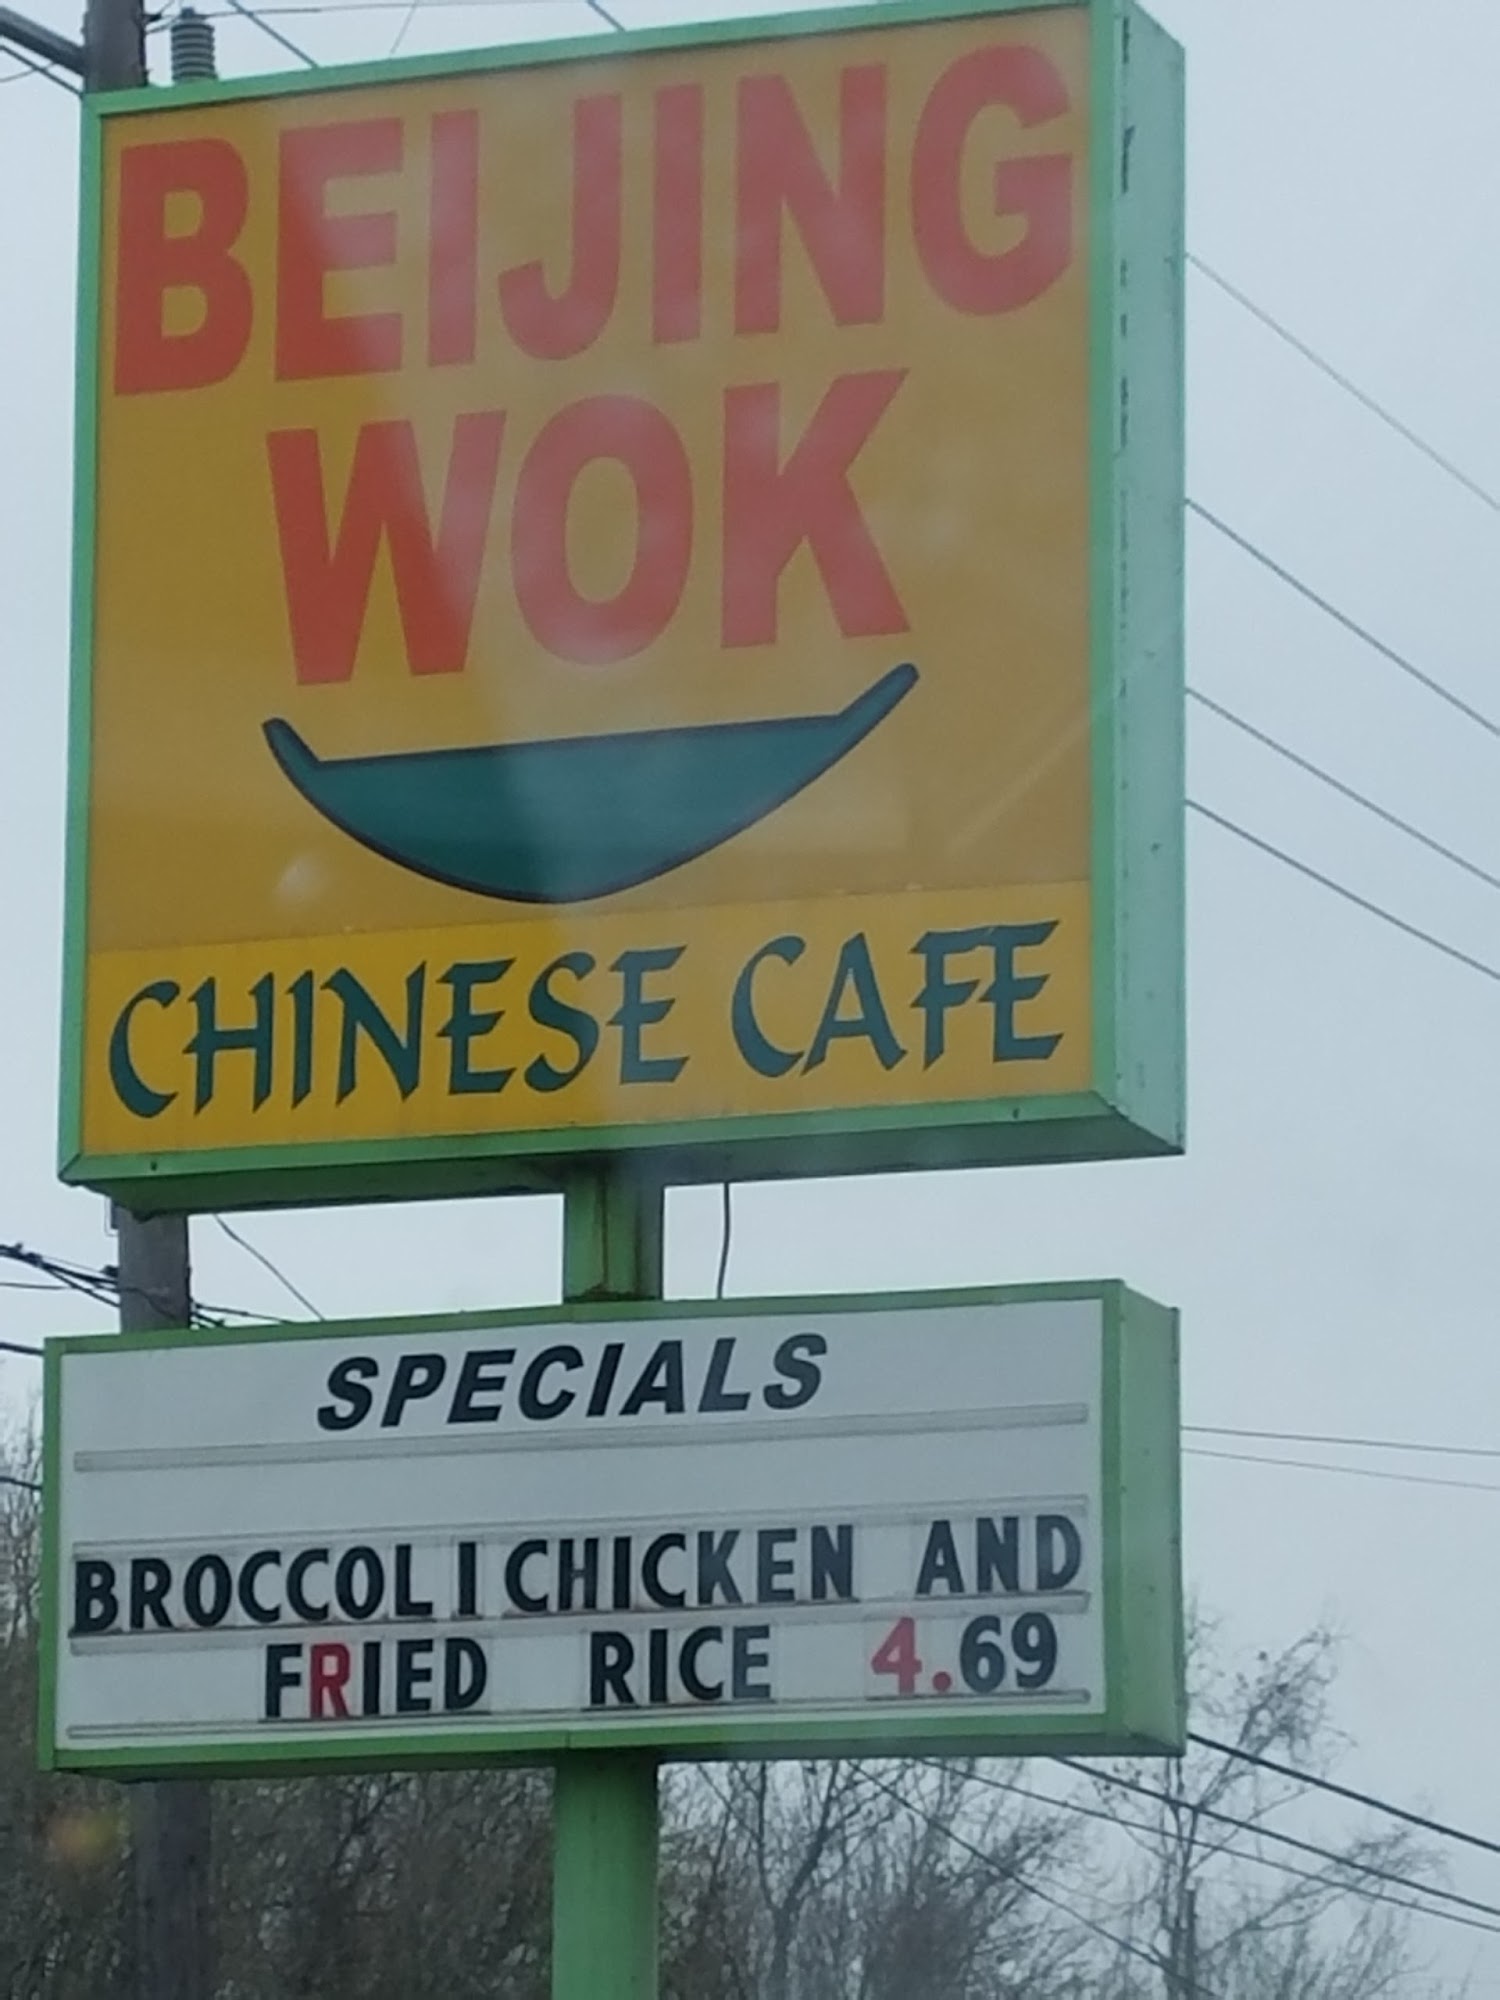 BEIJING
WOK
CHINESE CAFE
SPECIALS
BROCCOLI CHICKEN AND
FRIED RICE 4.69